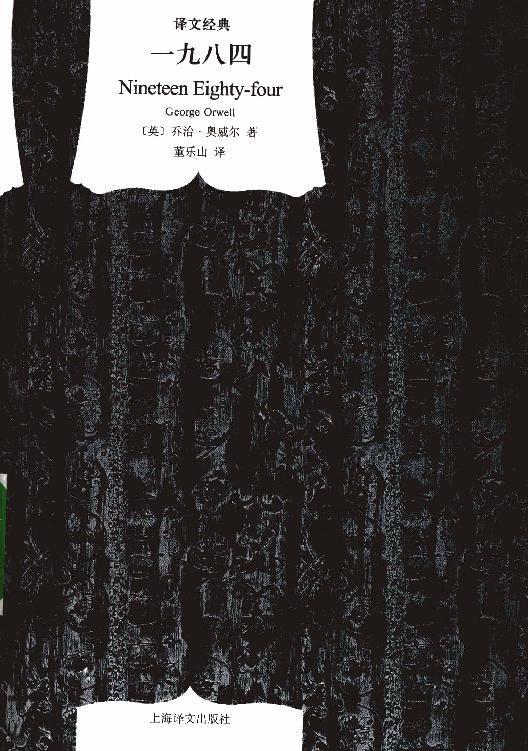 译文经典
一九八四
Nineteen Eighty-four
George Orwell
〔英〕乔治·奥威尔 著
董乐山 译
上海译文出版社